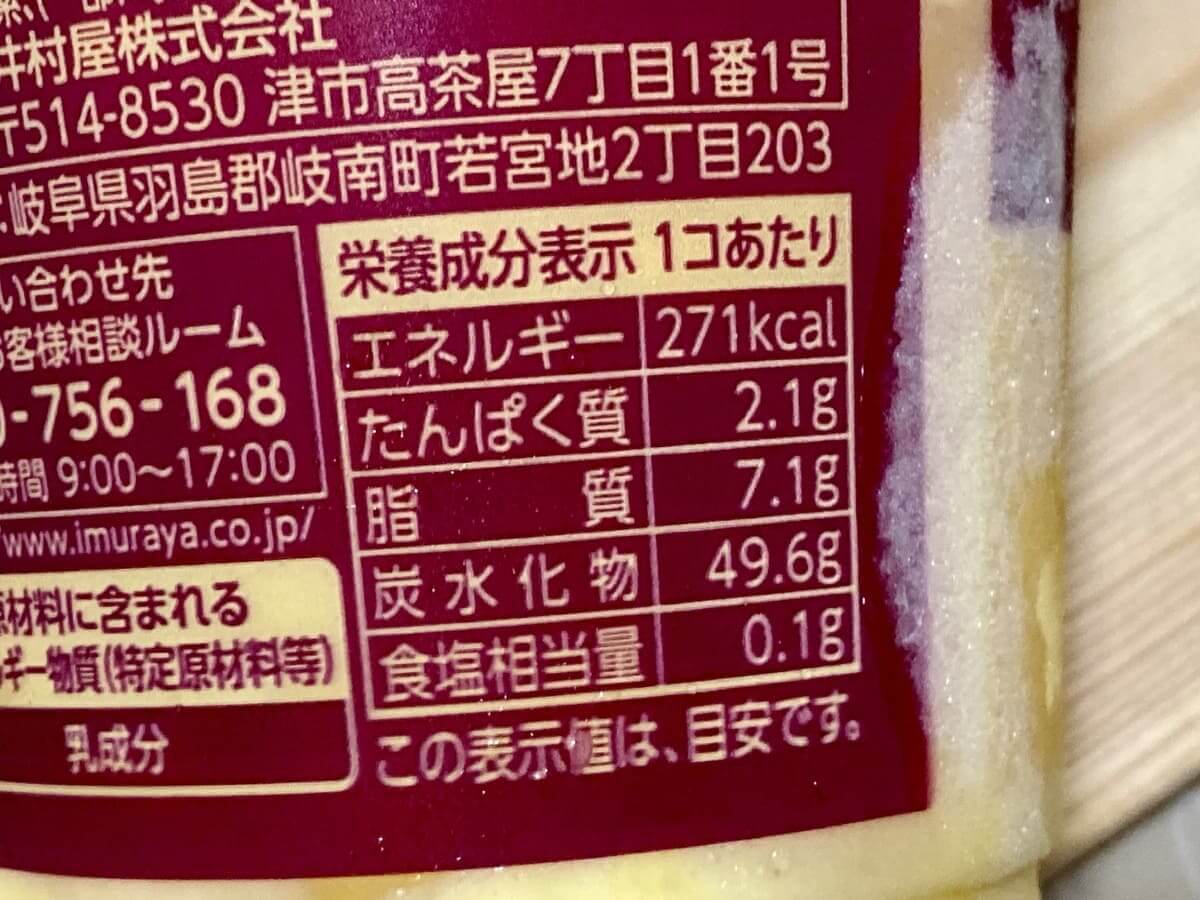 井村屋株式会社
〒514-8530 津市高茶屋7丁目1番1号
岐阜県羽島郡岐南町若宮地2丁目203
い合わせ先
客様相談ルーム
-756-168
時間 9:00～17:00
www.imuraya.co.jp/
原材料に含まれる
ギー物質(特定原材料等)
乳成分
栄養成分表示 1コあたり
エネルギー 271kcal
たんぱく質 2.1g
脂質 7.1g
炭水化物 49.6g
食塩相当量 0.1g
この表示値は、目安です。